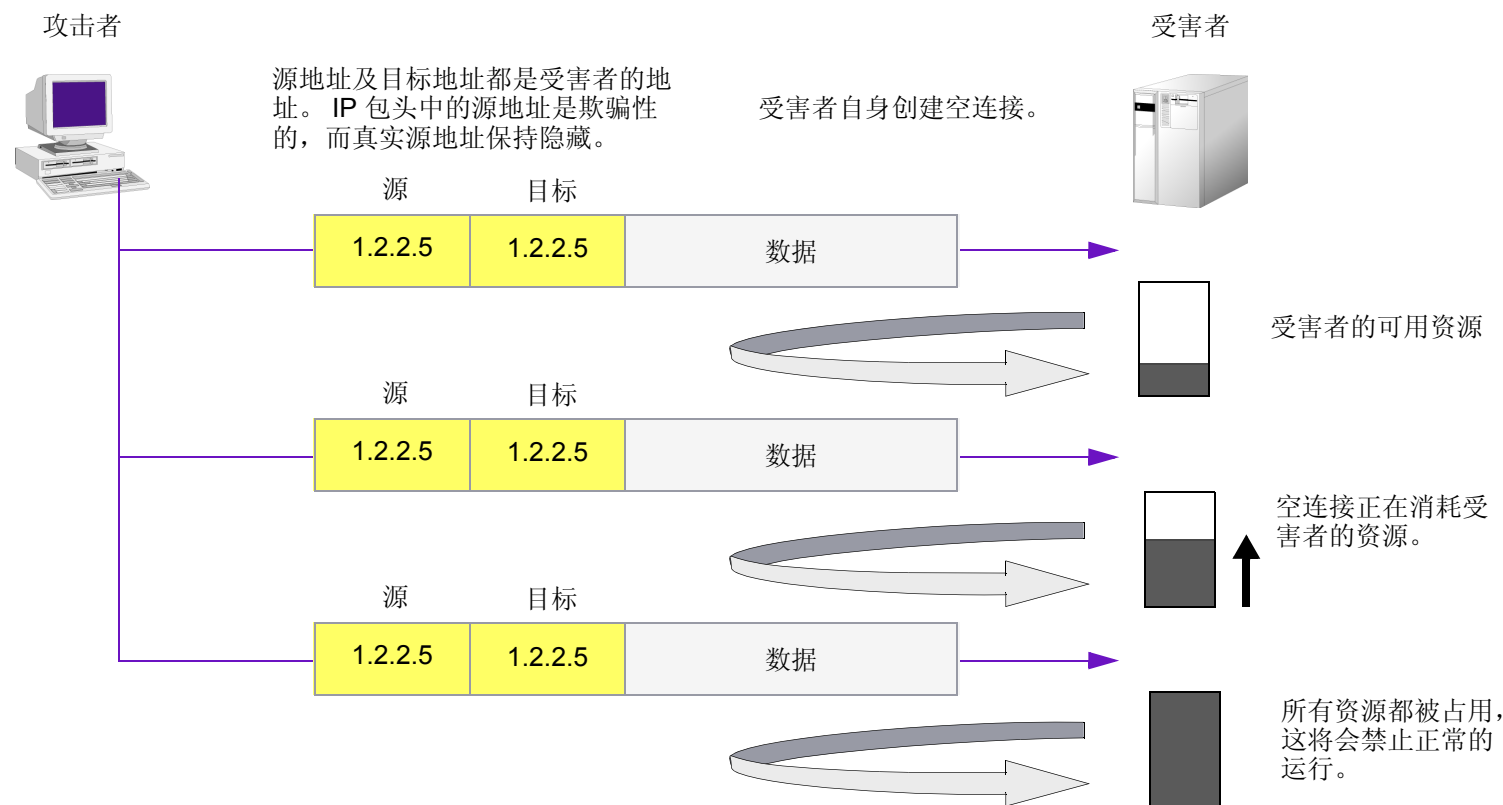 攻击者
受害者
源地址及目标地址都是受害者的地
址。 IP 包头中的源地址是欺骗性
的，而真实源地址保持隐藏。
受害者自身创建空连接。
源
目标
1.2.2.5
1.2.2.5
数据
受害者的可用资源
源
目标
1.2.2.5
1.2.2.5
数据
空连接正在消耗受
害者的资源。
源
目标
1.2.2.5
1.2.2.5
数据
所有资源都被占用，
这将会禁止正常的
运行。